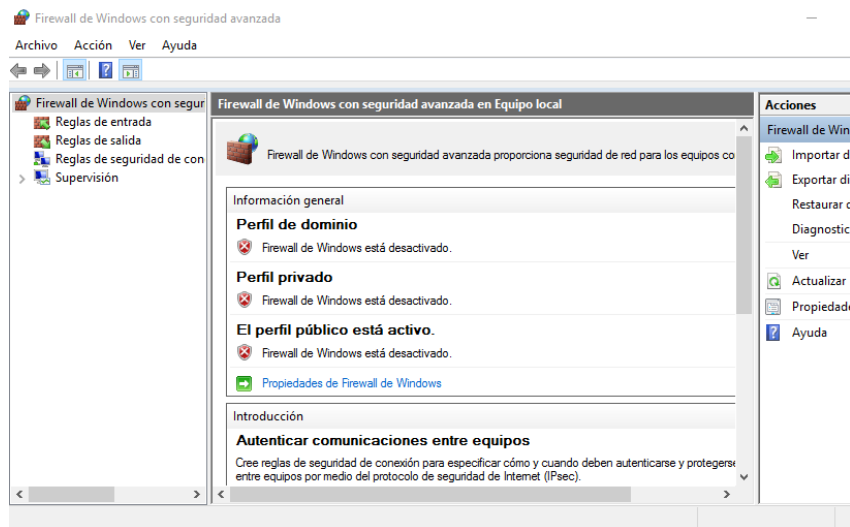 Firewall de Windows con seguridad avanzada
Archivo Acción Ver Ayuda
Firewall de Windows con segur
Reglas de entrada
Reglas de salida
Reglas de seguridad de con
Supervisión
Firewall de Windows con seguridad avanzada en Equipo local
Firewall de Windows con seguridad avanzada proporciona seguridad de red para los equipos co
Información general
Perfil de dominio
Firewall de Windows está desactivado.
Perfil privado
Firewall de Windows está desactivado.
El perfil público está activo.
Firewall de Windows está desactivado.
Propiedades de Firewall de Windows
Introducción
Autenticar comunicaciones entre equipos
Cree reglas de seguridad de conexión para especificar cómo y cuando deben autenticarse y protegerse
entre equipos por medio del protocolo de seguridad de Internet (IPsec).
Acciones
Firewall de Win
Importar d
Exportar di
Restaurar
Diagnostic
Ver
Actualizar
Propiedade
Ayuda